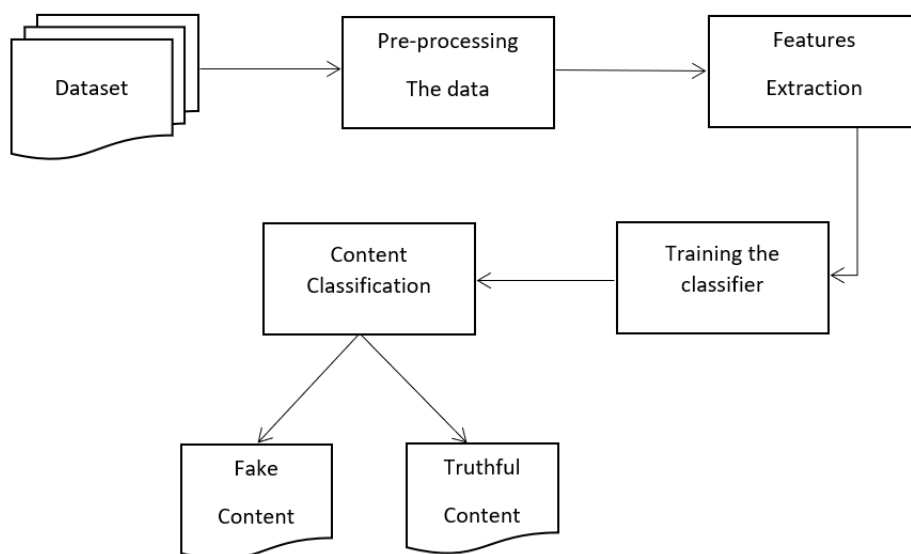 Dataset
Pre-processing
The data
Features
Extraction
Training the
classifier
Content
Classification
Fake
Content
Truthful
Content